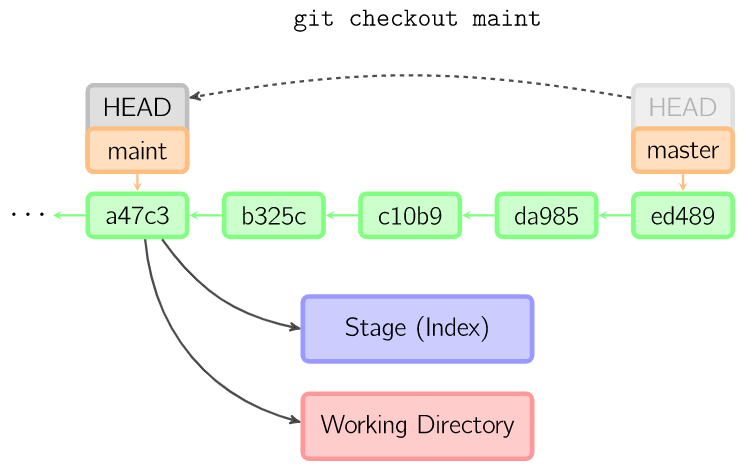 git checkout maint
HEAD
HEAD
maint
master
... a47c3 b325c c10b9 da985 ed489
Stage (Index)
Working Directory